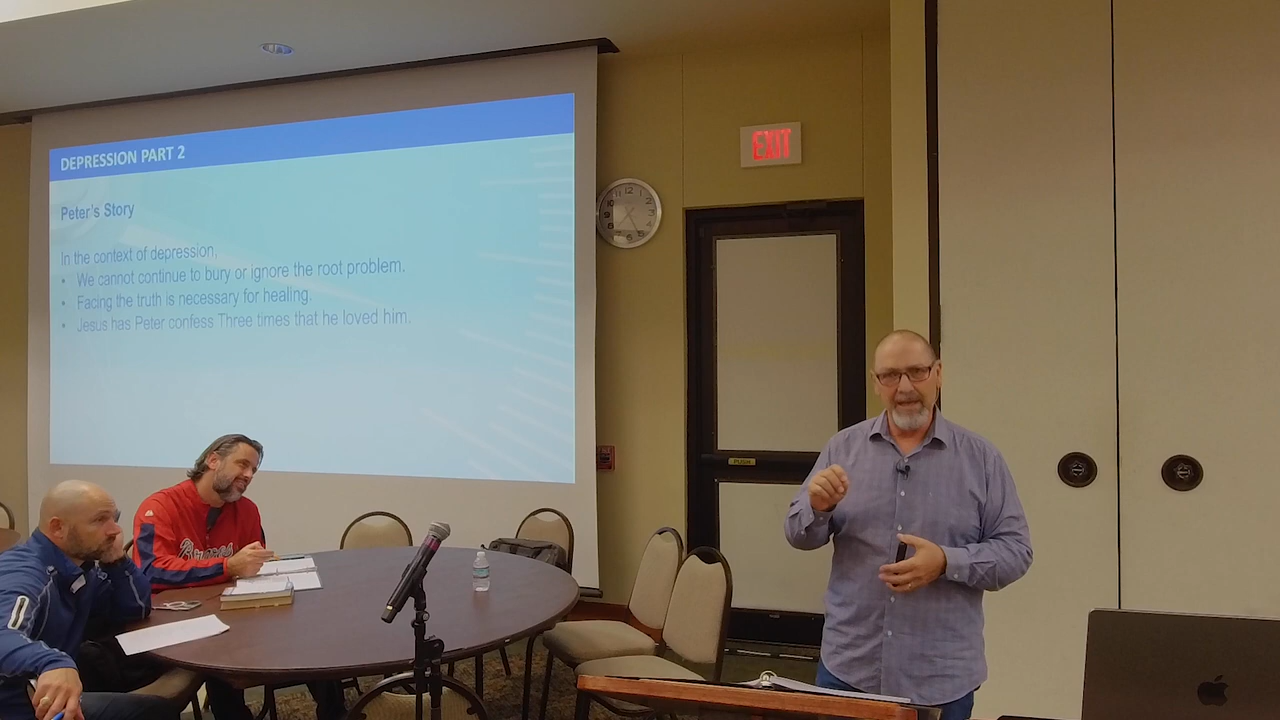 DEPRESSION PART 2
Peter's Story
In the context of depression,
• We cannot continue to bury or ignore the root problem.
• Facing the truth is necessary for healing.
• Jesus has Peter confess Three times that he loved him.
EXIT
PUSH
Braves